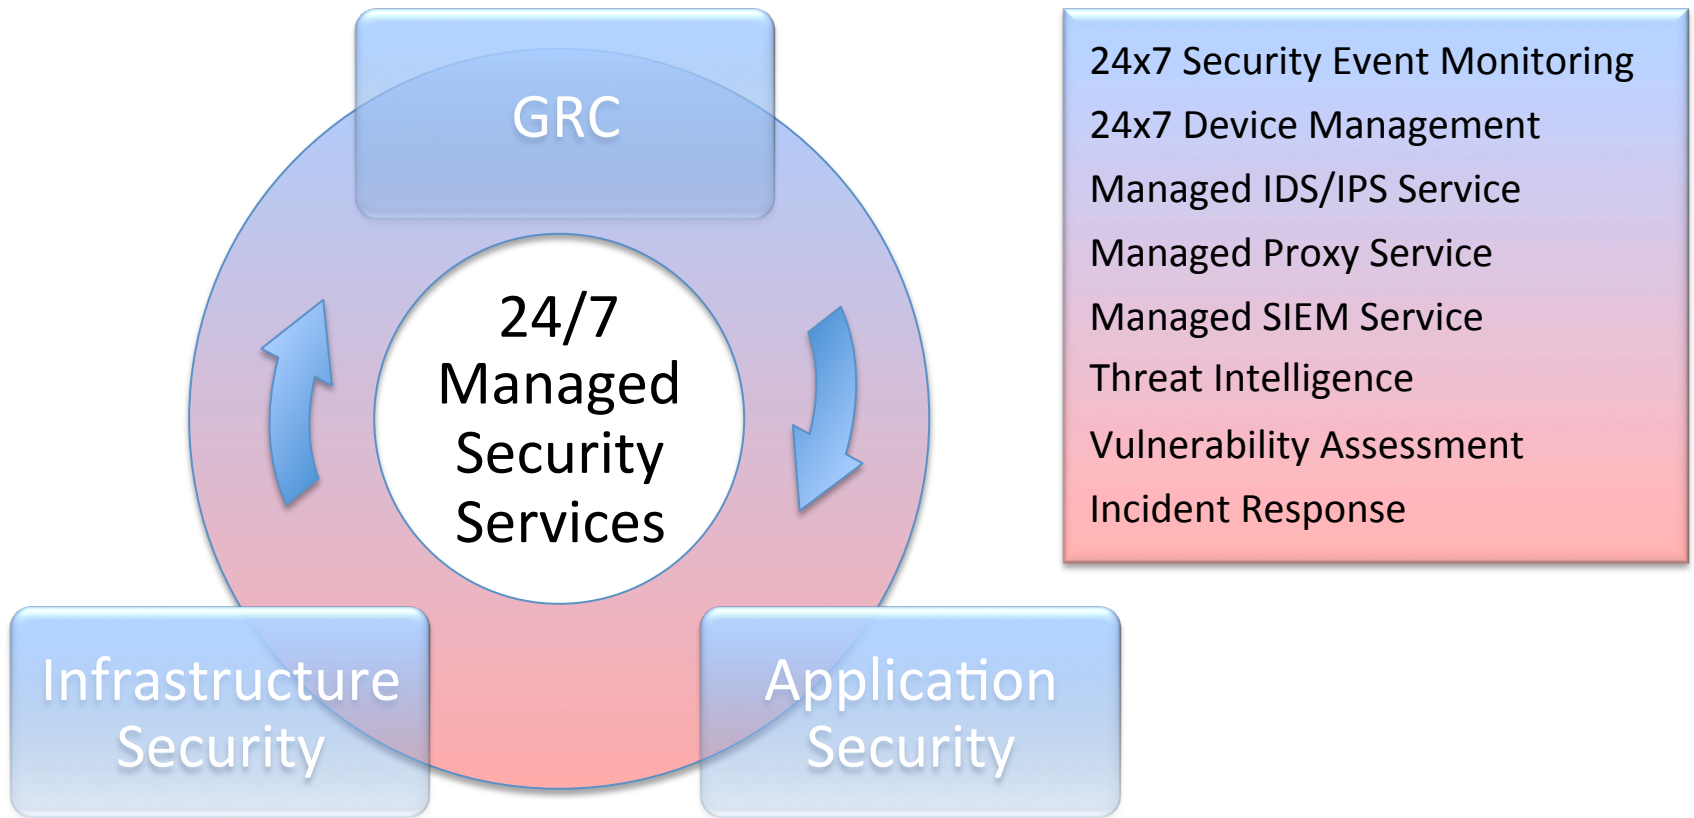 GRC
24/7
Managed
Security
Services
Infrastructure
Security
Application
Security
24x7 Security Event Monitoring
24x7 Device Management
Managed IDS/IPS Service
Managed Proxy Service
Managed SIEM Service
Threat Intelligence
Vulnerability Assessment
Incident Response